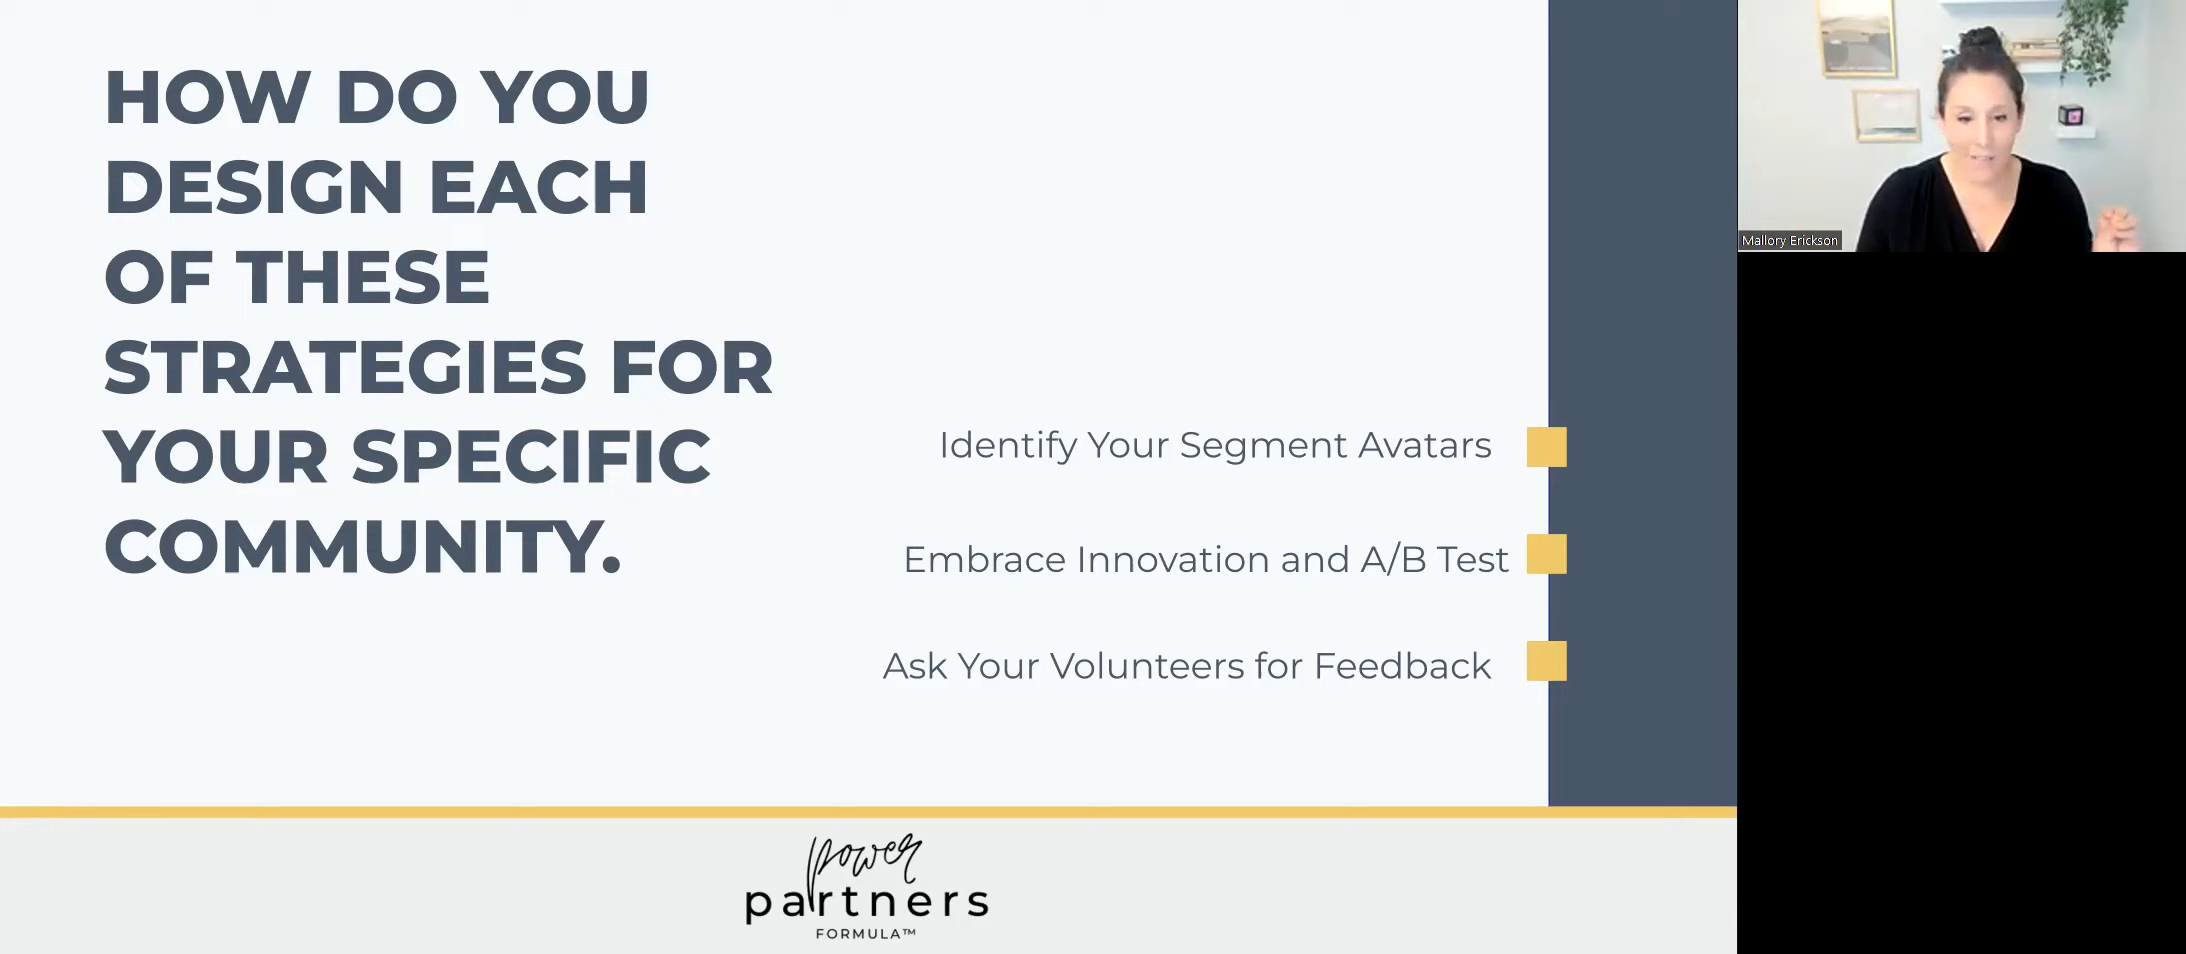 HOW DO YOU
DESIGN EACH
OF THESE
STRATEGIES FOR
YOUR SPECIFIC
COMMUNITY.
Identify Your Segment Avatars
Embrace Innovation and A/B Test
Ask Your Volunteers for Feedback
power
partners
FORMULA™
Mallory Erickson